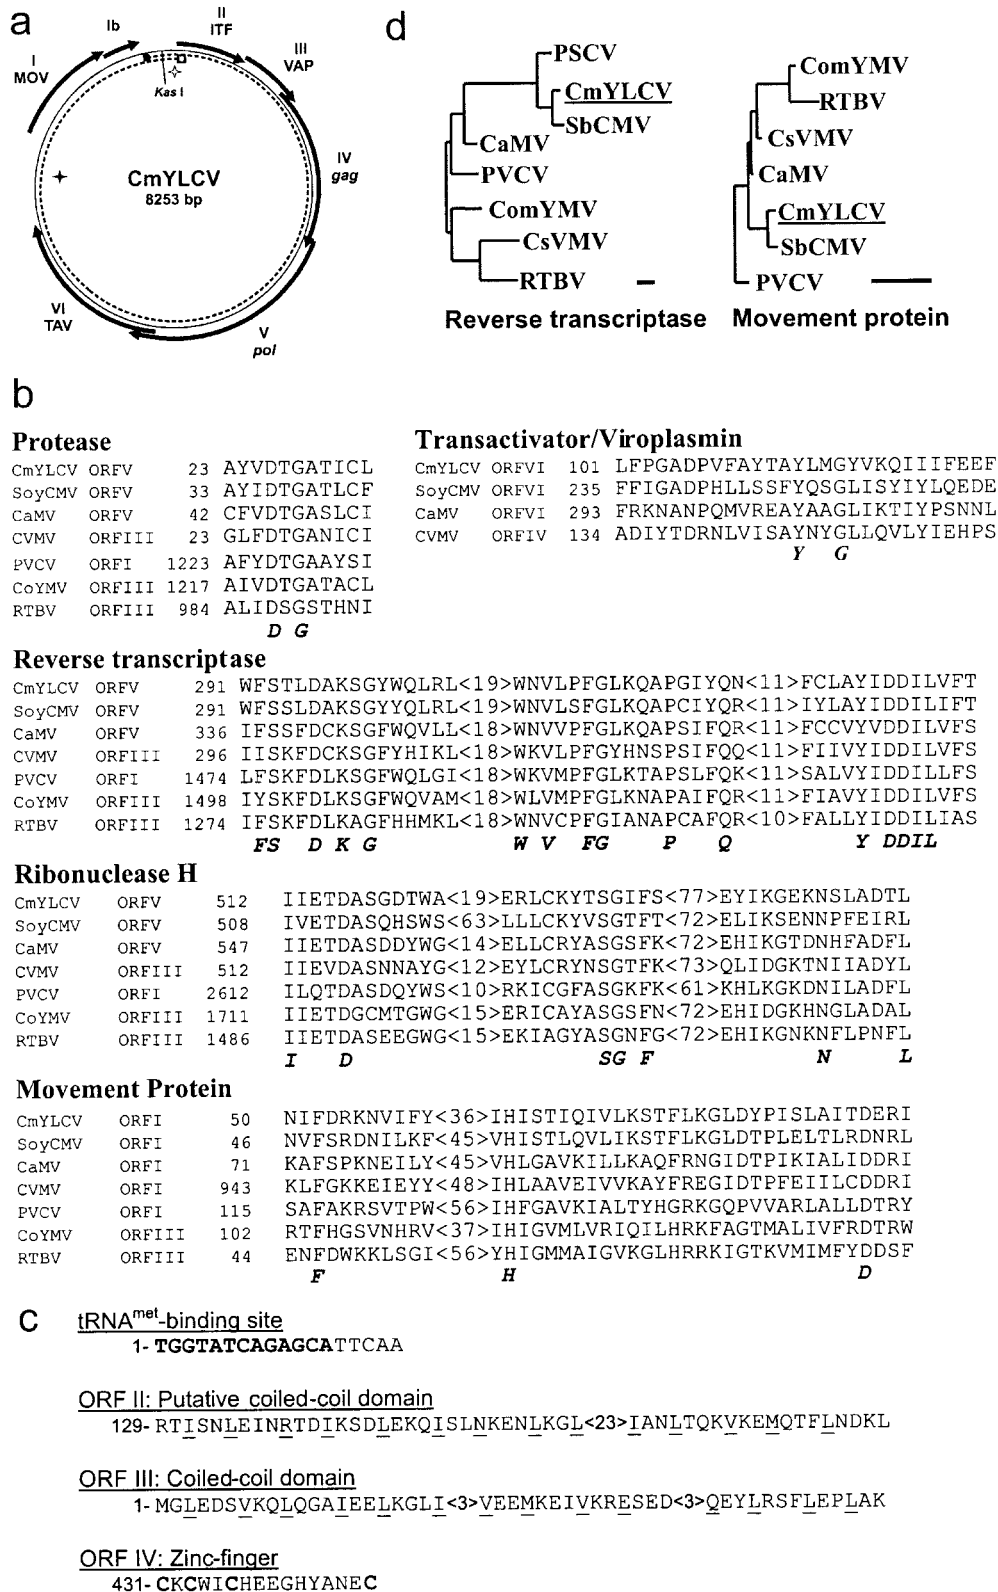 a
I
MOV
Ib
II
ITF
III
VAP
Kas I
IV
gag
CmYLCV
8253 bp
VI
TAV
V
pol
d
PSCV
CmYLCV
SbCMV
CaMV
PVCV
ComYMV
CsVMV
RTBV
Reverse transcriptase
ComYMV
RTBV
CsVMV
CaMV
CmYLCV
SbCMV
PVCV
Movement protein
b
Protease
CmYLCV ORFV 23 AYVDTGATICL
SoyCMV ORFV 33 AYIDTGATLCF
CaMV ORFV 42 CFVDTGASLCI
CVMV ORFIII 23 GLFDTGANICI
PVCV ORFI 1223 AFYDTGAAYSI
CoYMV ORFIII 1217 AIVDTGATACL
RTBV ORFIII 984 ALIDSGSTHNI
D G
Transactivator/Viroplasmin
CmYLCV ORFVI 101 LFPGADPVFAYTAYLMGYVKQIIIFEEF
SoyCMV ORFVI 235 FFIGADPHLLSSFYQSGLISYIYLQEDE
CaMV ORFVI 293 FRKNANPQMVREAYAAGLIKTIYPSNNL
CVMV ORFIV 134 ADIYTDRNLVISAYNYGLLQVLYIEHPS
Y G
Reverse transcriptase
CmYLCV ORFV 291 WFSTLDAKSGYWQLRL<19>WNVLPFGLKQAPGIYQN<11>FCLAYIDDILVFT
SoyCMV ORFV 291 WFSSLDAKSGYYQLRL<19>WNVLSFGLKQAPCIYQR<11>IYLAYIDDILIFT
CaMV ORFV 336 IFSSFDCKSGFWQVLL<18>WNVVPFGLKQAPSIFQR<11>FCCVYVDDILVFS
CVMV ORFIII 296 IISKFDCKSGFYHIKL<18>WKVLPFGYHNSPSIFQQ<11>FIIVYIDDILVFS
PVCV ORFI 1474 LFSKFDLKSGFWQLGI<18>WKVMPFGLKTAPSLFQK<11>SALVYIDDILLFS
CoYMV ORFIII 1498 IYSKFDLKSGFWQVAM<18>WLVMPFGLKNAPAIFQR<11>FIAVYIDDILVFS
RTBV ORFIII 1274 IFSKFDLKAGFHHMKL<18>WNVCPFGIANAPCAFQR<10>FALLYIDDILIAS
FS D K G W V FG P Q Y DDIL
Ribonuclease H
CmYLCV ORFV 512 IIETDASGDTWA<19>ERLCKYTSGIFS<77>EYIKGEKNSLADTL
SoyCMV ORFV 508 IVETDASQHSWS<63>LLLCKYVSGTFT<72>ELIKSENNPFEIRL
CaMV ORFV 547 IIETDASDDYWG<14>ELLCRYASGSFK<72>EHIKGTDNHFADFL
CVMV ORFIII 512 IIEVDASNNAYG<12>EYLCRYNSGTFK<73>QLIDGKTNIIADYL
PVCV ORFI 2612 ILQTDASDQYWS<10>RKICGFASGKFK<61>KHLKGKDNILADFL
CoYMV ORFIII 1711 IIETDGCMTGWG<15>ERICAYASGSFN<72>EHIDGKHNGLADAL
RTBV ORFIII 1486 IIETDASEEGWG<15>EKIAGYASGNFG<72>EHIKGNKNFLPNFL
I D SG F N L
Movement Protein
CmYLCV ORFI 50 NIFDRKNVIFY<36>IHISTIQIVLKSTFLKGLDYPISLAITDERI
SoyCMV ORFI 46 NVFSRDNILKF<45>VHISTLQVLIKSTFLKGLDTPLELTLRDNRL
CaMV ORFI 71 KAFSPKNEILY<45>VHLGAVKILLKAQFRNGIDTPIKIALIDDRI
CVMV ORFI 943 KLFGKKEIEYY<48>IHLAAVEIVVKAYFREGIDTPFEIILCDDRI
PVCV ORFI 115 SAFAKRSVTPW<56>IHFGAVKIALTYHGRKGQPVVARLALLDTRY
CoYMV ORFIII 102 RTFHGSVNHRV<37>IHIGVMLVRIQILHRKFAGTMALIVFRDTRW
RTBV ORFIII 44 ENFDWKKLSGI<56>YHIGMMAIGVKGLHRRKIGTKVMIMFYDDSF
F H D
c
tRNAmet-binding site
1- TGGTATCAGAGCATTCAA
ORF II: Putative coiled-coil domain
129- RTISNLEINRTDIKSDLEKQISLNKENLKGL<23>IANLTQKVKEMQTFLNDKL
ORF III: Coiled-coil domain
1- MGLEDSVKQLQGAIEELKGLI<3>VEEMKEIVKRESED<3>QEYLRSFLEPLAK
ORF IV: Zinc-finger
431- CKCWICHEEGHYANEC